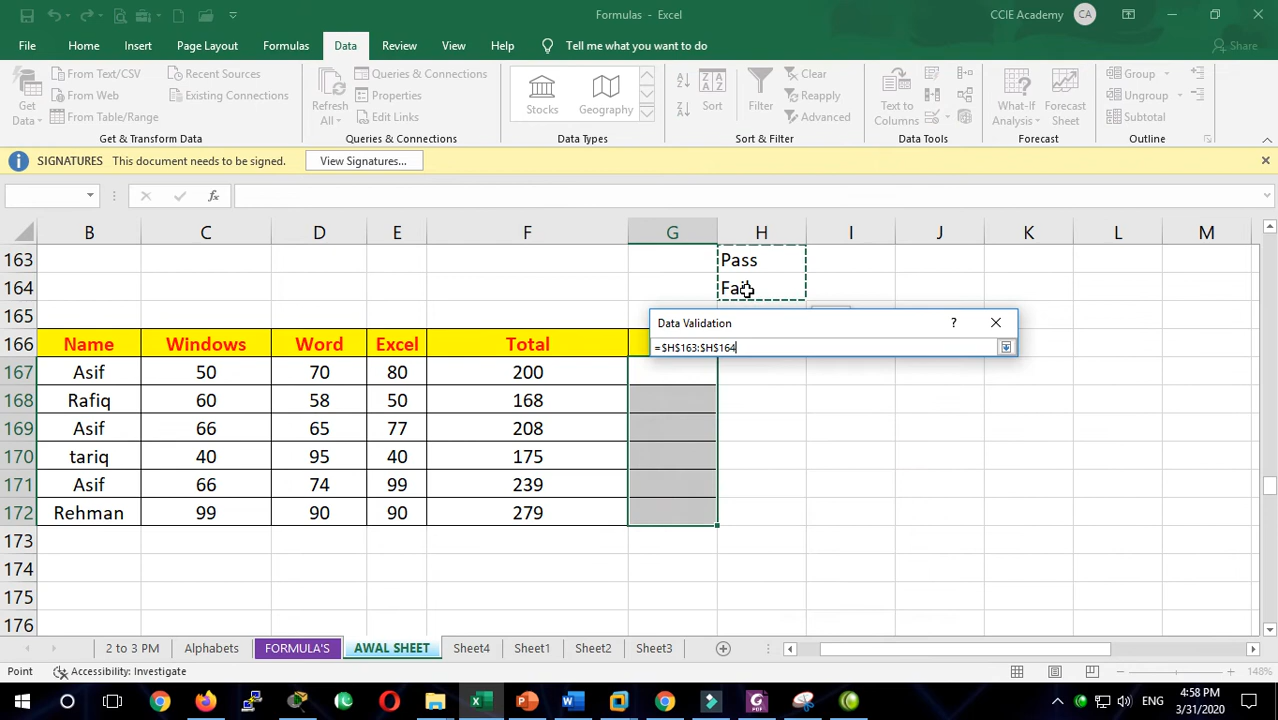 Formulas - Excel
CCIE Academy CA
File Home Insert Page Layout Formulas Data Review View Help Tell me what you want to do Share
Get Data
From Text/CSV
From Web
From Table/Range
Recent Sources
Existing Connections
Get & Transform Data
Refresh All
Queries & Connections
Properties
Edit Links
Queries & Connections
Stocks Geography
Data Types
Sort Filter
Clear
Reapply
Advanced
Sort & Filter
Text to Columns
Data Tools
What-If Analysis
Forecast Sheet
Forecast
Group
Ungroup
Subtotal
Outline
SIGNATURES This document needs to be signed. View Signatures...
fx
B C D E F G H I J K L M
163 Pass
164 Fa
165
Data Validation ?
=$H$163:$H$164
166 Name Windows Word Excel Total
167 Asif 50 70 80 200
168 Rafiq 60 58 50 168
169 Asif 66 65 77 208
170 tariq 40 95 40 175
171 Asif 66 74 99 239
172 Rehman 99 90 90 279
173
174
175
176
2 to 3 PM Alphabets FORMULA'S AWAL SHEET Sheet4 Sheet1 Sheet2 Sheet3
Point Accessibility: Investigate 148%
ENG 4:58 PM
3/31/2020